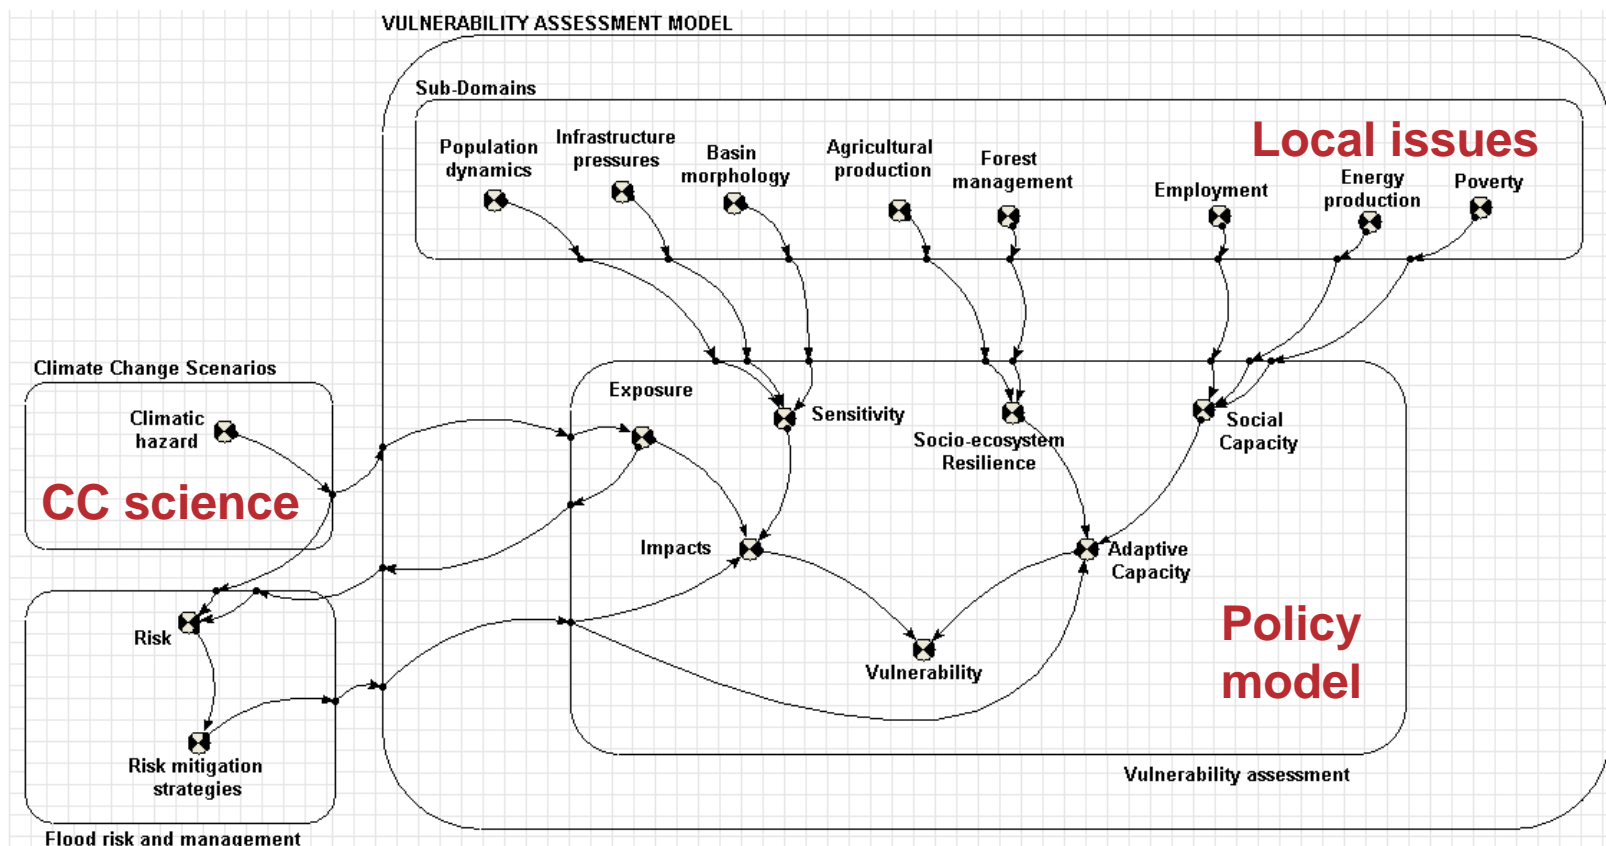 VULNERABILITY ASSESSMENT MODEL
Sub-Domains
Population
dynamics
Infrastructure
pressures
Basin
morphology
Agricultural
production
Forest
management
Local issues
Employment
Energy
production
Poverty
Climate Change Scenarios
Climatic
hazard
CC science
Exposure
Sensitivity
Socio-ecosystem
Resilience
Social
Capacity
Impacts
Adaptive
Capacity
Vulnerability
Policy
model
Risk
Risk mitigation
strategies
Vulnerability assessment
Flood risk and management